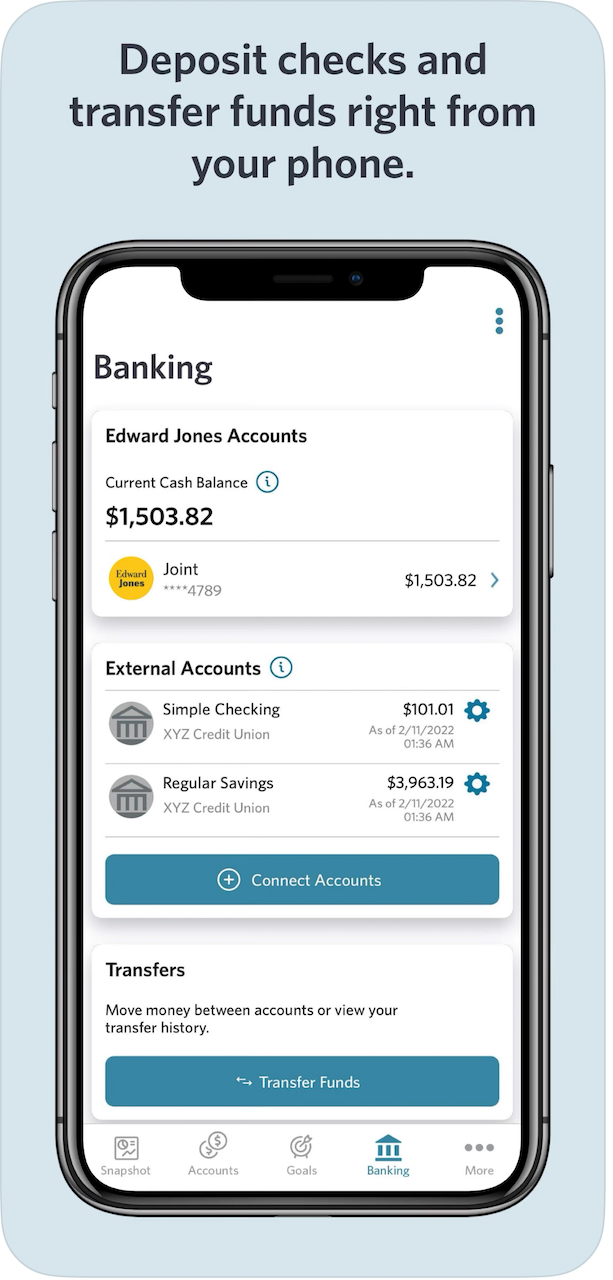 Deposit checks and
transfer funds right from
your phone.
Banking
Edward Jones Accounts
Current Cash Balance
$1,503.82
Edward
Jones
Joint
****4789
$1,503.82
External Accounts
Simple Checking
$101.01
XYZ Credit Union
As of 2/11/2022
01:36 AM
Regular Savings
$3,963.19
XYZ Credit Union
As of 2/11/2022
01:36 AM
Connect Accounts
Transfers
Move money between accounts or view your
transfer history.
Transfer Funds
Snapshot
Accounts
Goals
Banking
More